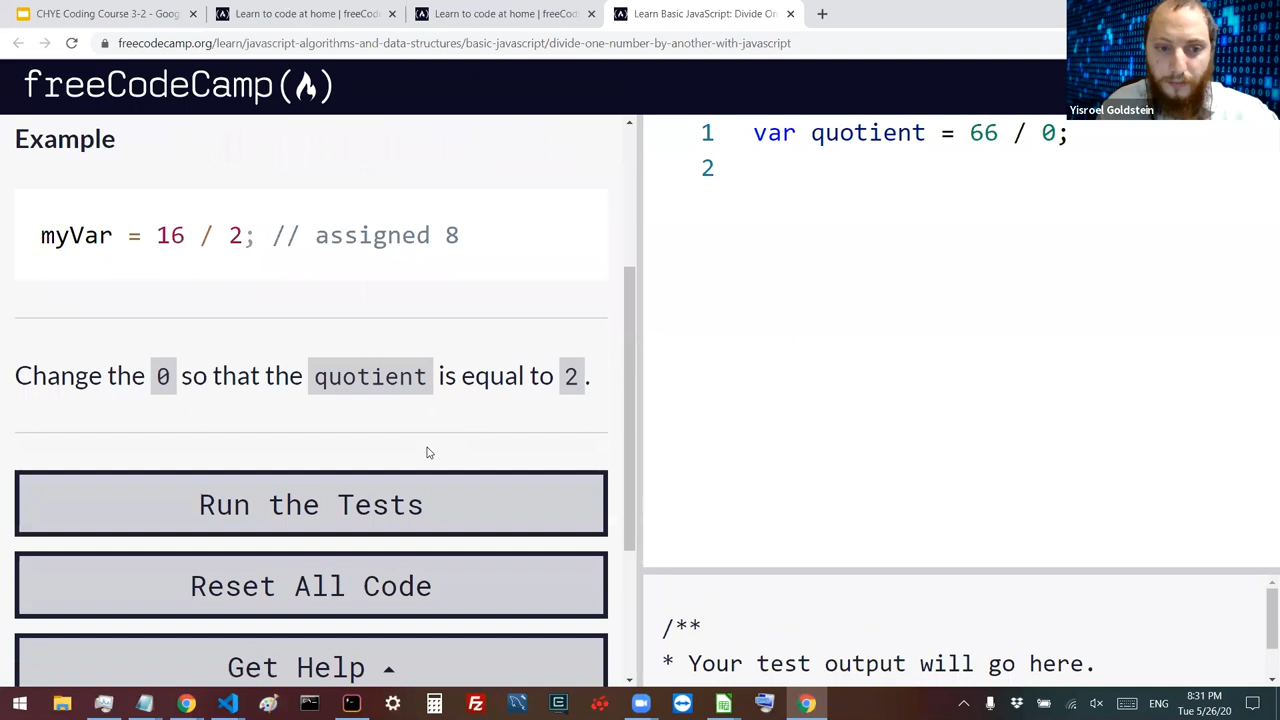 CHYE Coding Course 3-2 - Goog
Learn to code at home | freeCod
Learn to code at home | freeCod
Learn Basic JavaScript: Divide On
freecodecamp.org/learn/javascript-algorithms-and-data-structures/basic-javascript/divide-one-number-by-another-with-javascript
freeCodeCamp(🔥)
Yisroel Goldstein
Example
myVar = 16 / 2; // assigned 8
Change the 0 so that the quotient is equal to 2.
Run the Tests
Reset All Code
Get Help
1 var quotient = 66 / 0;
2
/**
* Your test output will go here.
ENG
8:31 PM
Tue 5/26/20